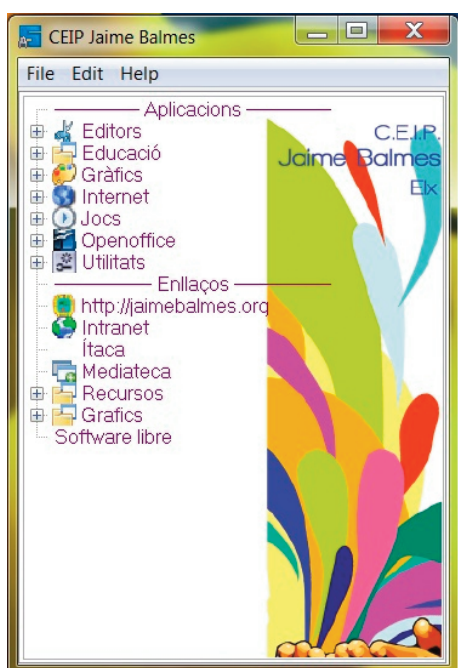 CEIP Jaime Balmes
File Edit Help
Aplicacions
Editors
Educació
Gràfics
Internet
Jocs
Openoffice
Utilitats
Enllaços
http://jaimebalmes.org
Intranet
Ítaca
Mediateca
Recursos
Grafics
Software libre
C.E.I.P.
Jaime Balmes
Elx